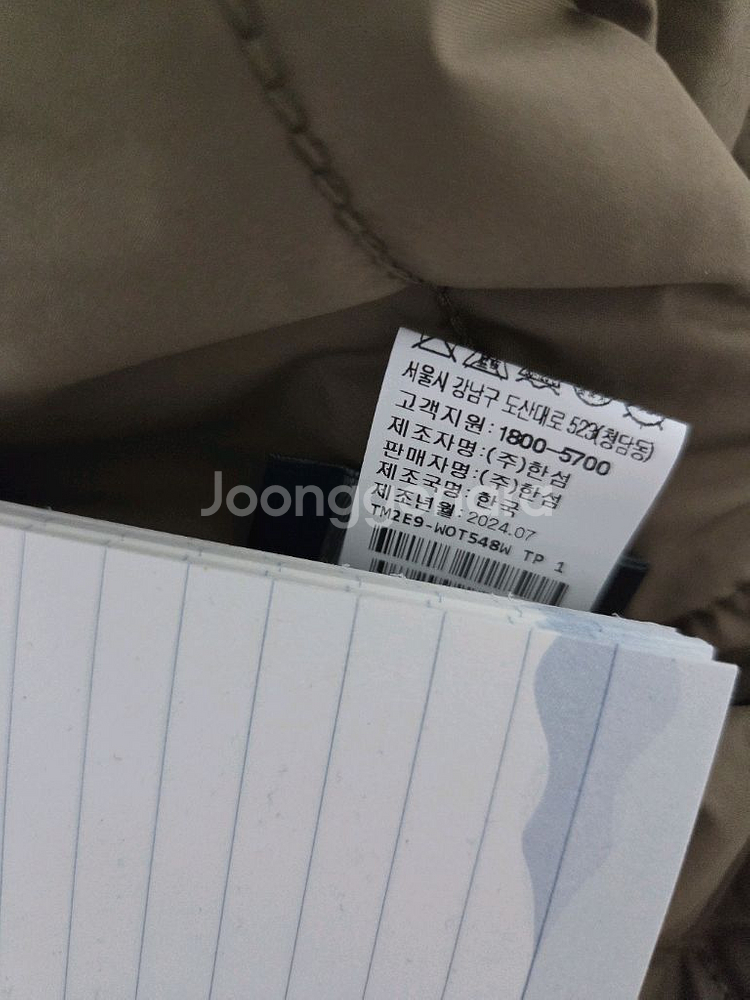 서울시 강남구 도산대로 523(청담동)
고객지원:1800-5700
제조자명:(주)한섬
판매자명:(주)한섬
제조국명:한국
제조년월:2024.07
TM2E9-WOT548W TP 1
Joonggonara